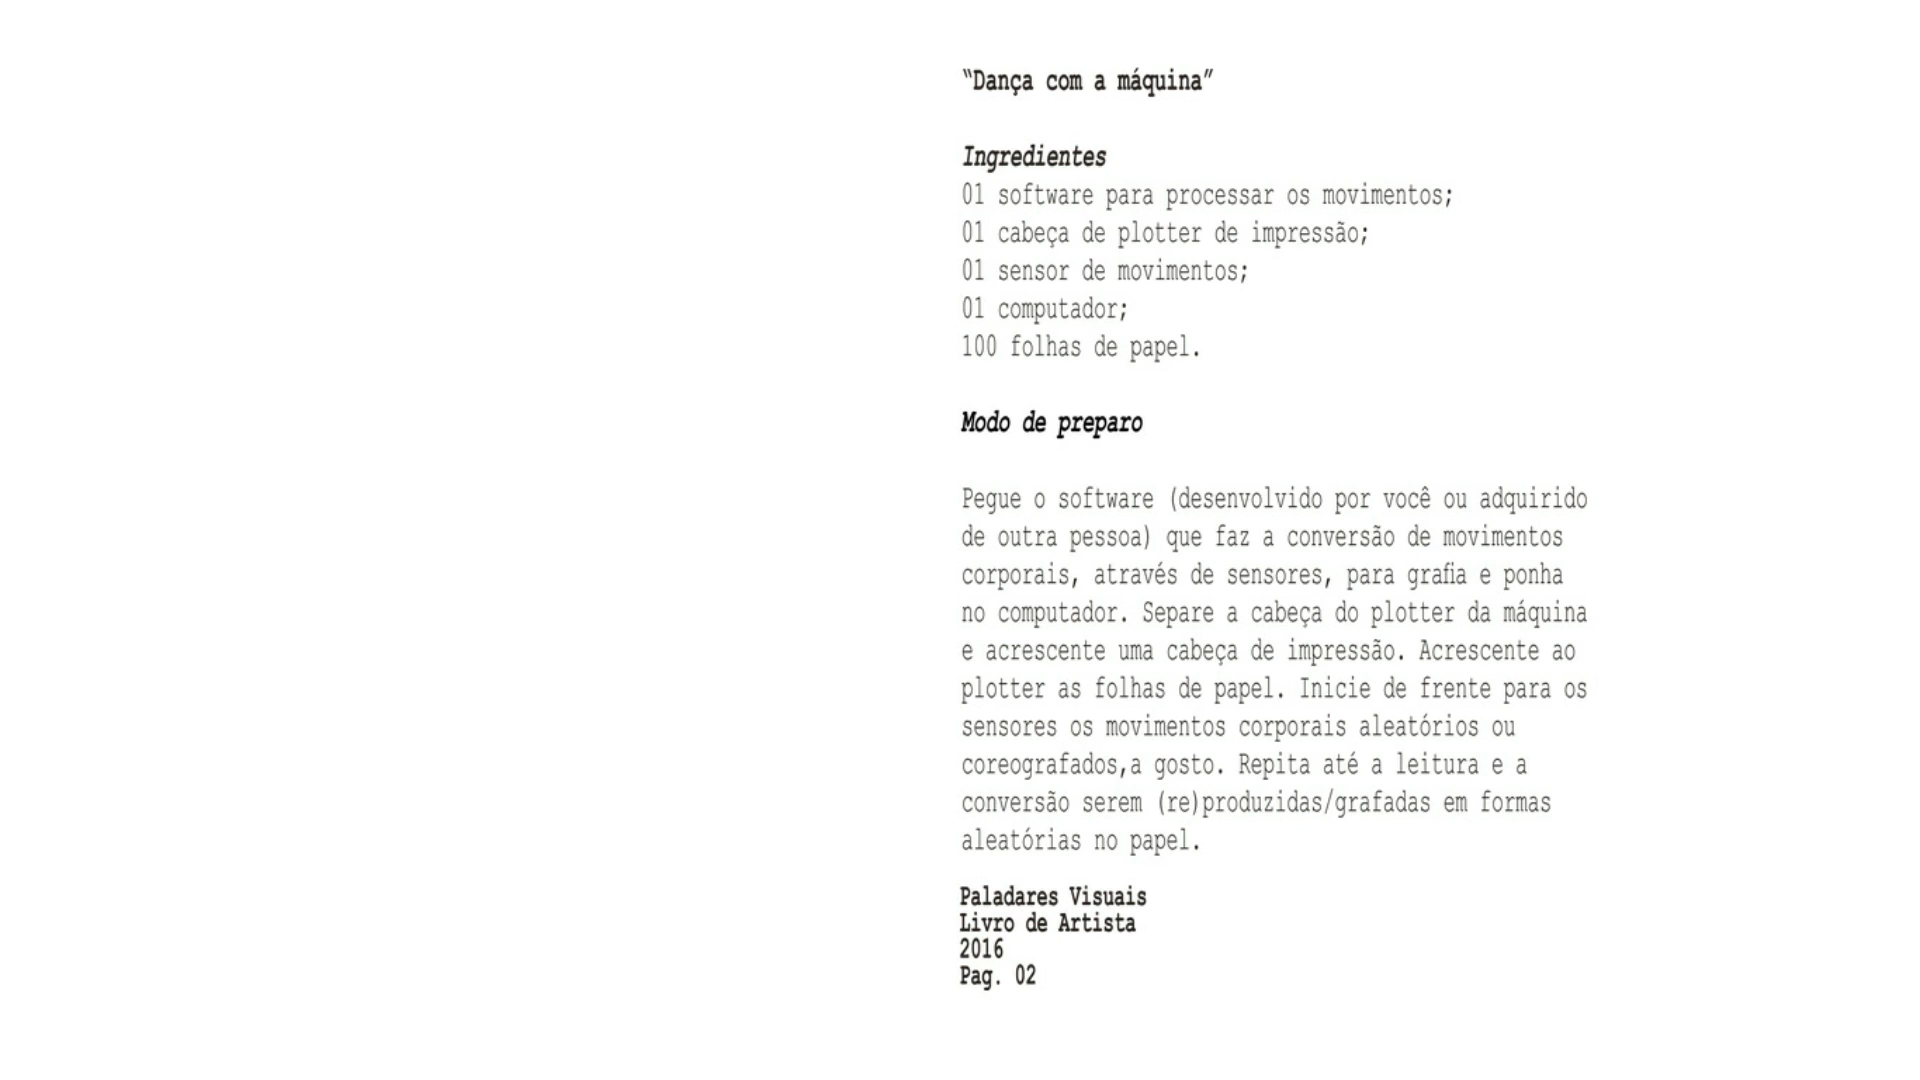 “Dança com a máquina”
Ingredientes
01 software para processar os movimentos;
01 cabeça de plotter de impressão;
01 sensor de movimentos;
01 computador;
100 folhas de papel.
Modo de preparo
Pegue o software (desenvolvido por você ou adquirido
de outra pessoa) que faz a conversão de movimentos
corporais, através de sensores, para grafia e ponha
no computador. Separe a cabeça do plotter da máquina
e acrescente uma cabeça de impressão. Acrescente ao
plotter as folhas de papel. Inicie de frente para os
sensores os movimentos corporais aleatórios ou
coreografados,a gosto. Repita até a leitura e a
conversão serem (re)produzidas/grafadas em formas
aleatórias no papel.
Paladares Visuais
Livro de Artista
2016
Pag. 02